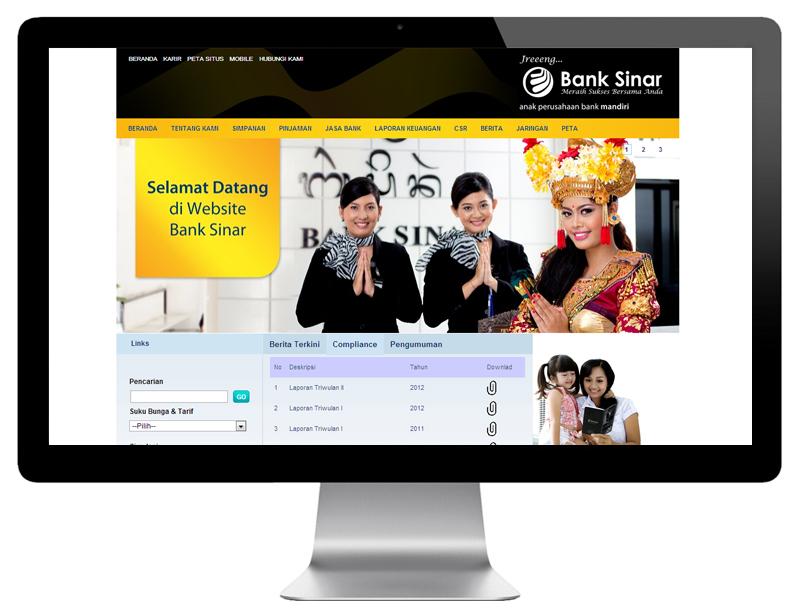 BERANDA KARIR PETA SITUS MOBILE HUBUNGI KAMI
Jreeeng...
Bank Sinar
Meraih Sukses Bersama Anda
anak perusahaan bank mandiri
BERANDA TENTANG KAMI SIMPANAN PINJAMAN JASA BANK LAPORAN KEUANGAN CSR BERITA JARINGAN PETA
1 2 3
Selamat Datang
di Website
Bank Sinar
BANK SIN
Links
Berita Terkini Compliance Pengumuman
No Deskripsi Tahun Downlad
1 Laporan Triwulan II 2012
2 Laporan Triwulan I 2012
3 Laporan Triwulan I 2011
Pencarian
GO
Suku Bunga & Tarif
--Pilih--